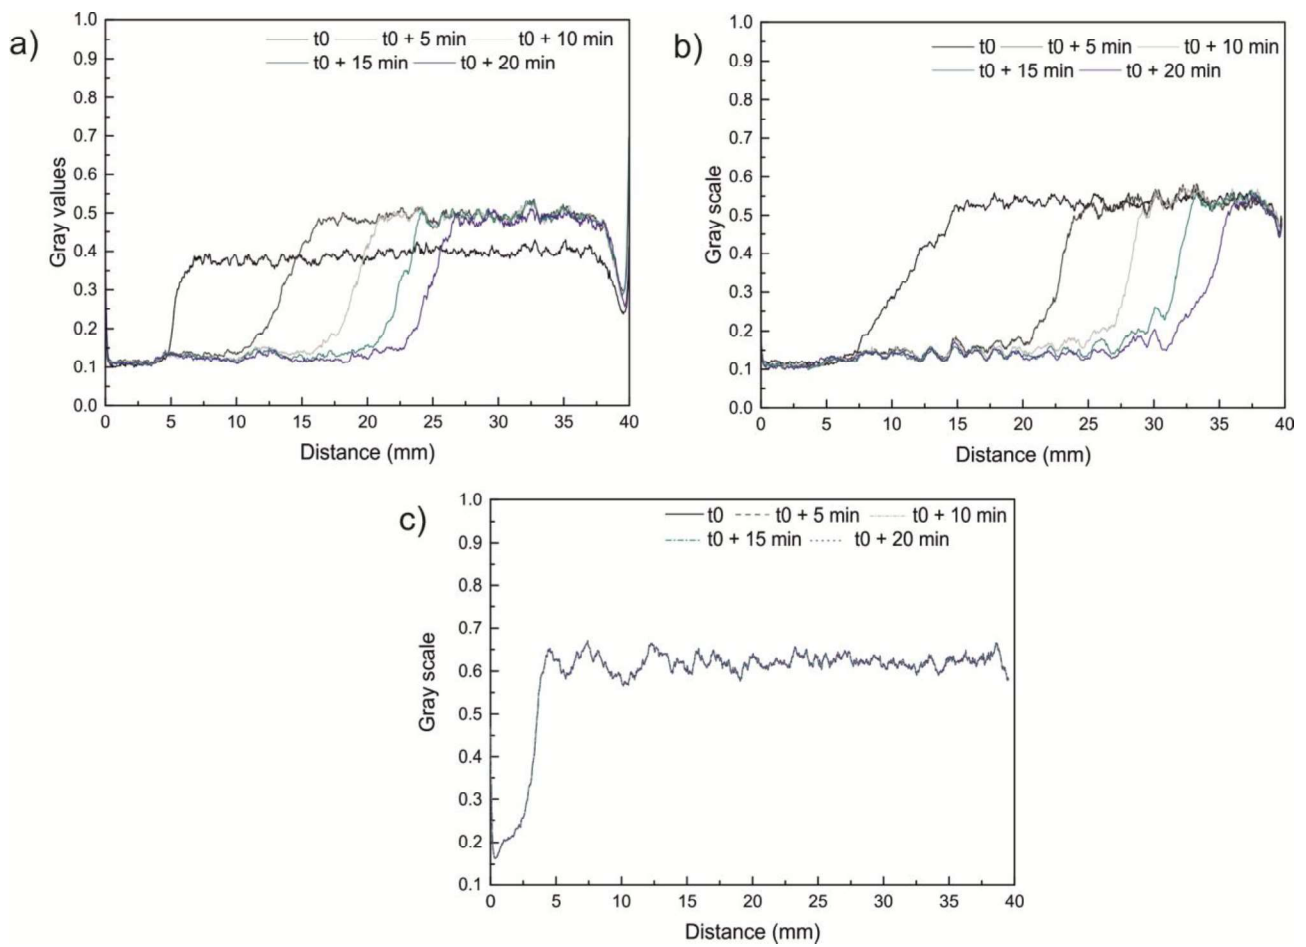 a)
t0 t0 + 5 min t0 + 10 min
t0 + 15 min t0 + 20 min
Gray values
1.0
0.9
0.8
0.7
0.6
0.5
0.4
0.3
0.2
0.1
0.0
0 5 10 15 20 25 30 35 40
Distance (mm)
b)
t0 t0 + 5 min t0 + 10 min
t0 + 15 min t0 + 20 min
Gray scale
1.0
0.9
0.8
0.7
0.6
0.5
0.4
0.3
0.2
0.1
0.0
0 5 10 15 20 25 30 35 40
Distance (mm)
c)
t0 t0 + 5 min t0 + 10 min
t0 + 15 min t0 + 20 min
Gray scale
1.0
0.9
0.8
0.7
0.6
0.5
0.4
0.3
0.2
0.1
0 5 10 15 20 25 30 35 40
Distance (mm)